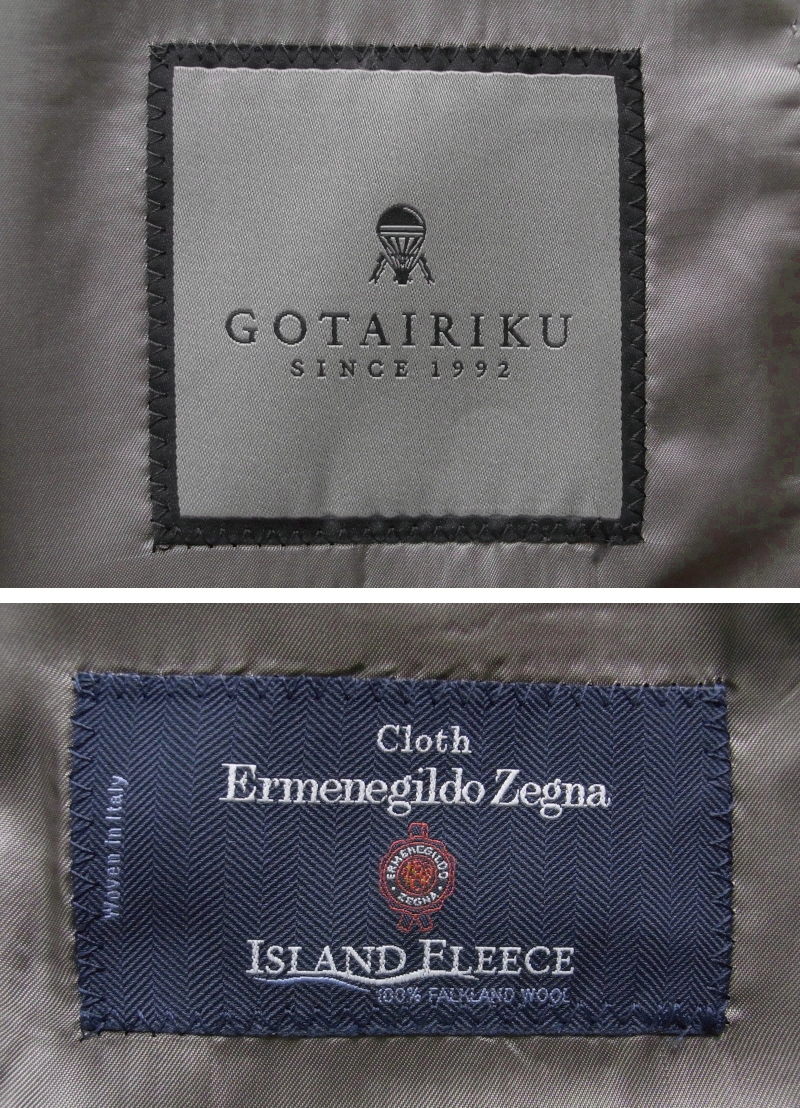 GOTAIRIKU
SINCE 1992
Cloth
Ermenegildo Zegna
Woven in Italy
ERMENEGILDO
ZEGNA
ISLAND FLEECE
100% FALKLAND WOOL